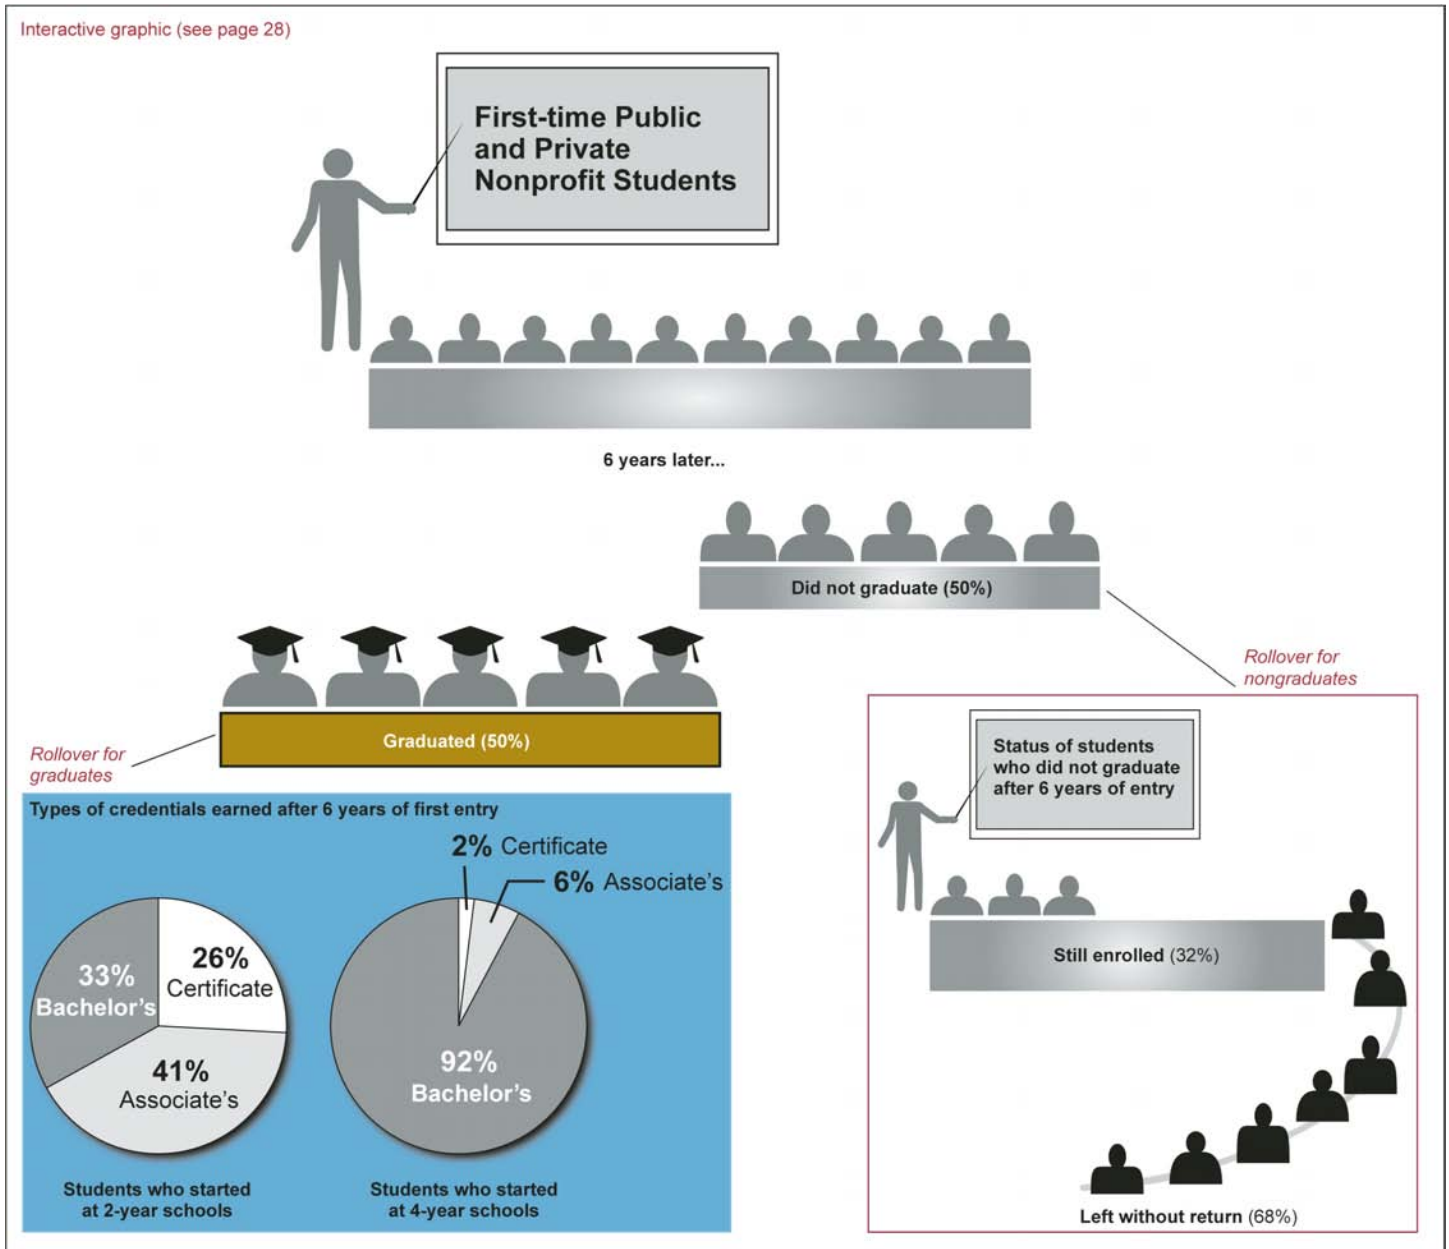 Interactive graphic (see page 28)
First-time Public
and Private
Nonprofit Students
6 years later...
Did not graduate (50%)
Rollover for
nongraduates
Graduated (50%)
Rollover for
graduates
Types of credentials earned after 6 years of first entry
2% Certificate
6% Associate's
33%
Bachelor's
26%
Certificate
41%
Associate's
92%
Bachelor's
Students who started
at 2-year schools
Students who started
at 4-year schools
Status of students
who did not graduate
after 6 years of entry
Still enrolled (32%)
Left without return (68%)